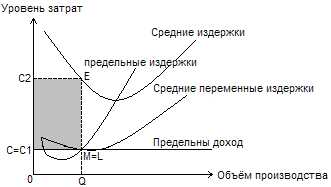 Уровень затрат
Средние издержки
предельные издержки
C2
E
Средние переменные издержки
Предельны доход
C=C1
M=L
0
Q
Объём производства